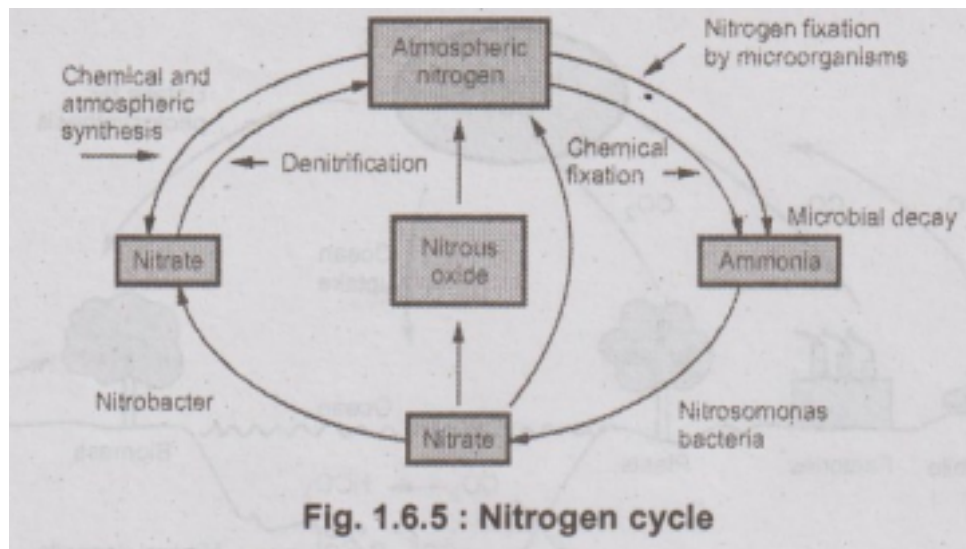 Atmospheric
nitrogen
Nitrogen fixation
by microorganisms
Chemical and
atmospheric
synthesis
Denitrification
Chemical
fixation
Microbial decay
Nitrate
Nitrous
oxide
Ammonia
Nitrobacter
Nitrate
Nitrosomonas
bacteria
Fig. 1.6.5 : Nitrogen cycle